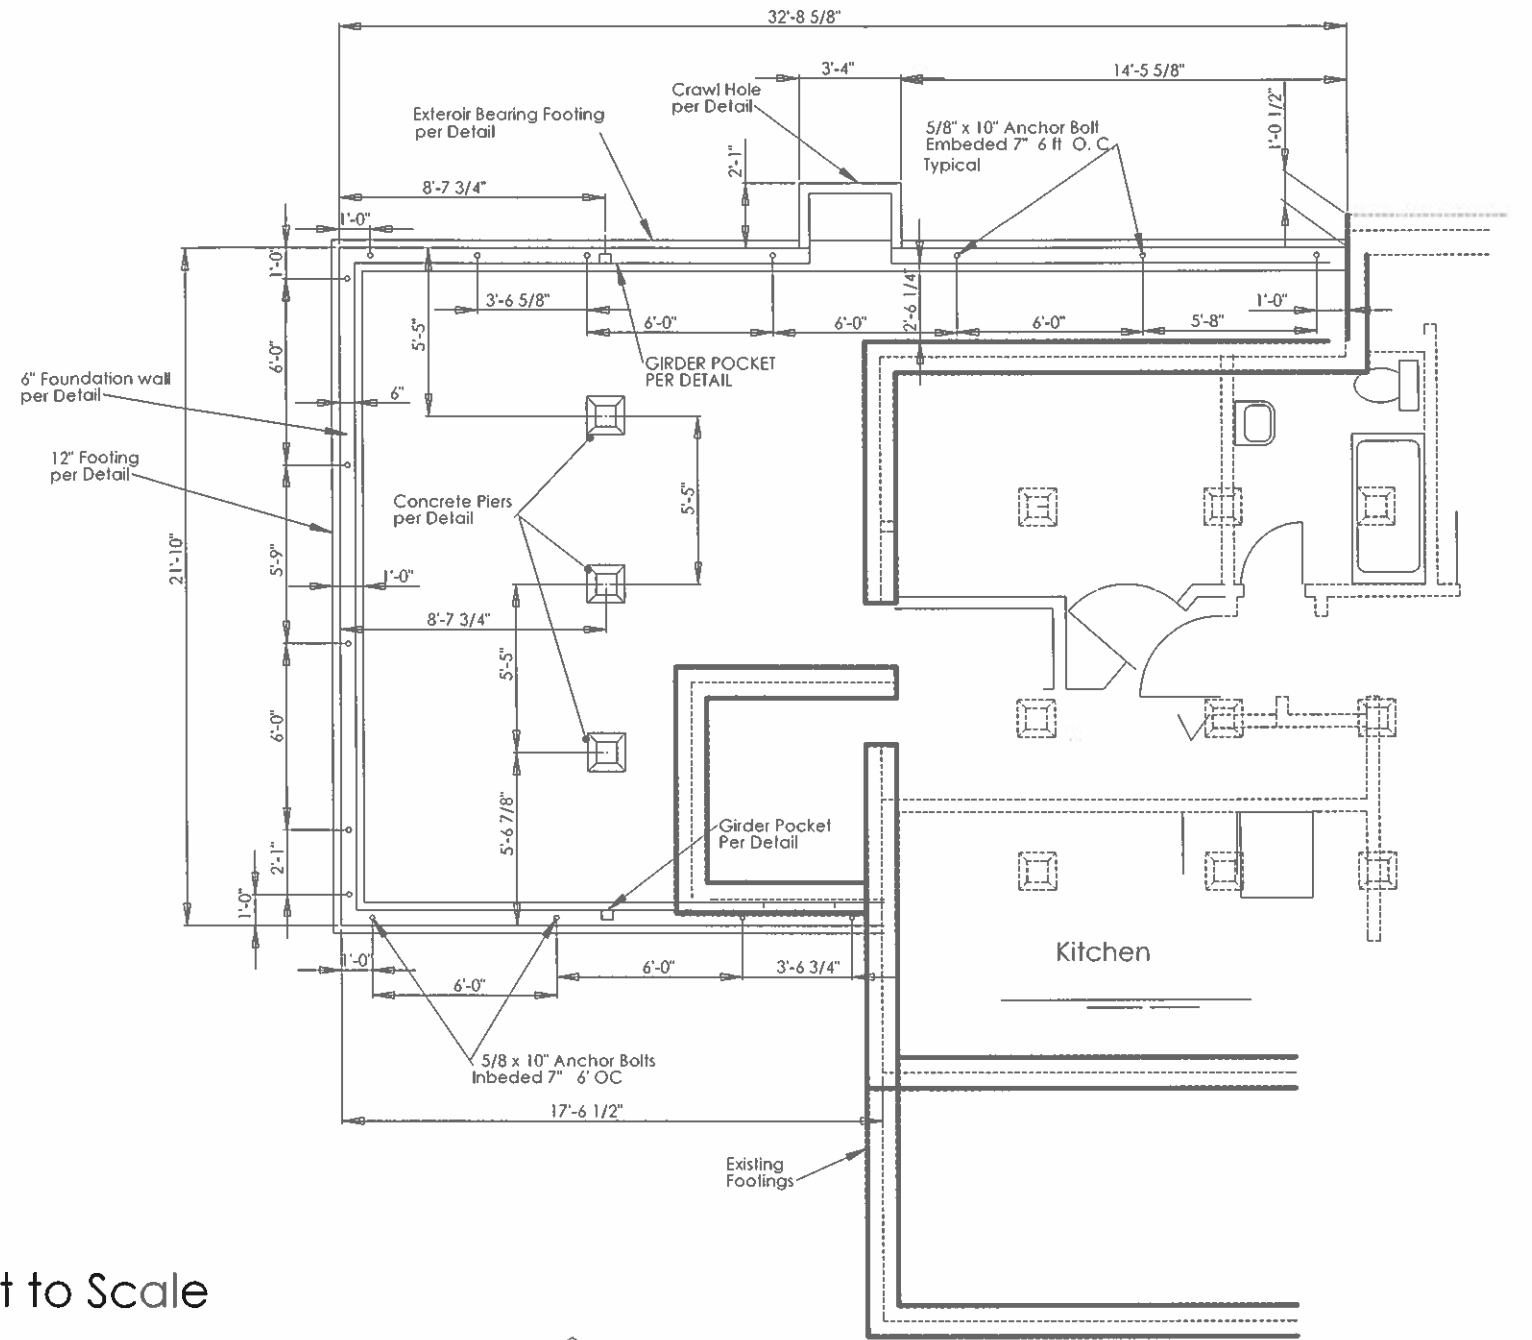 32'-8 5/8"
3'-4"
14'-5 5/8"
Crawl Hole
per Detail
Exteroir Bearing Footing
per Detail
5/8" x 10" Anchor Bolt
Embeded 7" 6 ft O. C
Typical
1'-0 1/2"
2'-1"
8'-7 3/4"
1'-0"
1'-0"
3'-6 5/8"
6'-0"
6'-0"
2'-6 1/4"
6'-0"
5'-8"
1'-0"
5'-5"
6'-0"
GIRDER POCKET
PER DETAIL
6" Foundation wall
per Detail
6"
12" Footing
per Detail
Concrete Piers
per Detail
5'-5"
21'-10"
5'-9"
1'-0"
8'-7 3/4"
5'-5"
6'-0"
5'-6 7/8"
Girder Pocket
Per Detail
2'-1"
1'-0"
1'-0"
6'-0"
6'-0"
3'-6 3/4"
Kitchen
5/8 x 10" Anchor Bolts
Inbeded 7" 6' OC
17'-6 1/2"
Existing
Footings
t to Scale